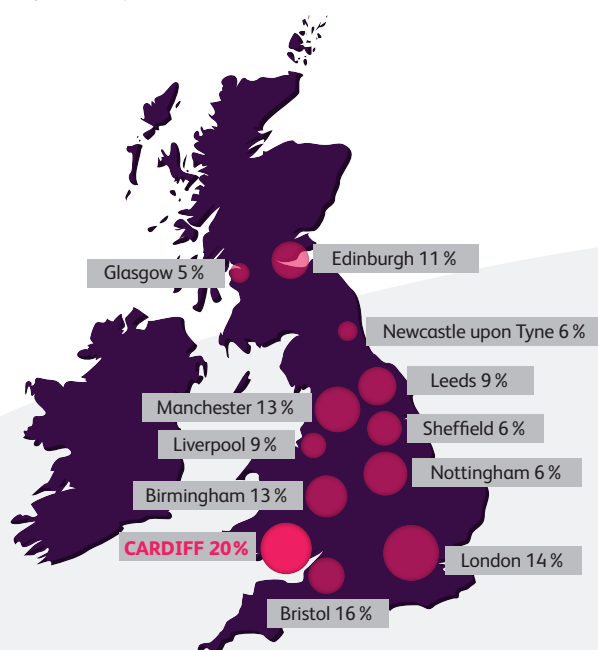 Edinburgh 11 %
Glasgow 5 %
Newcastle upon Tyne 6 %
Leeds 9 %
Manchester 13 %
Sheffield 6 %
Liverpool 9 %
Nottingham 6 %
Birmingham 13 %
CARDIFF 20%
London 14 %
Bristol 16 %